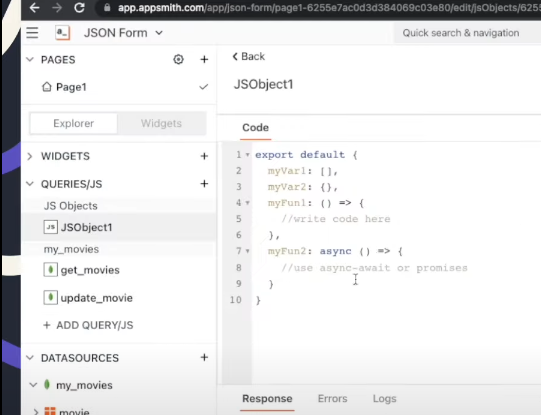 app.appsmith.com/app/json-form/page1-6255e7ac0d3d384069c03e80/edit/jsObjects/6255
JSON Form
Quick search & navigation
PAGES
Page1
Explorer
Widgets
WIDGETS
QUERIES/JS
JS Objects
JS JSObject1
my_movies
get_movies
update_movie
+ ADD QUERY/JS
DATASOURCES
my_movies
movie
< Back
JSObject1
Code
1 export default {
2 myVar1: [],
3 myVar2: {},
4 myFun1: () => {
5 //write code here
6 },
7 myFun2: async () => {
8 //use async-await or promises
9 }
10 }
Response
Errors
Logs